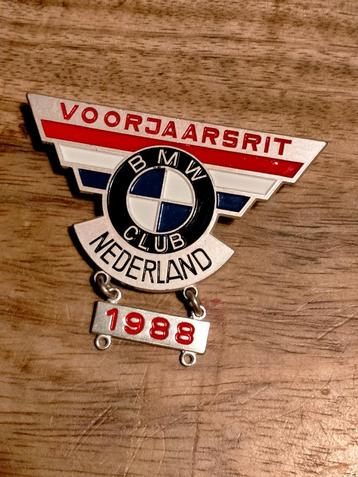 VOORJAARSRIT
BMW
CLUB
NEDERLAND
1988